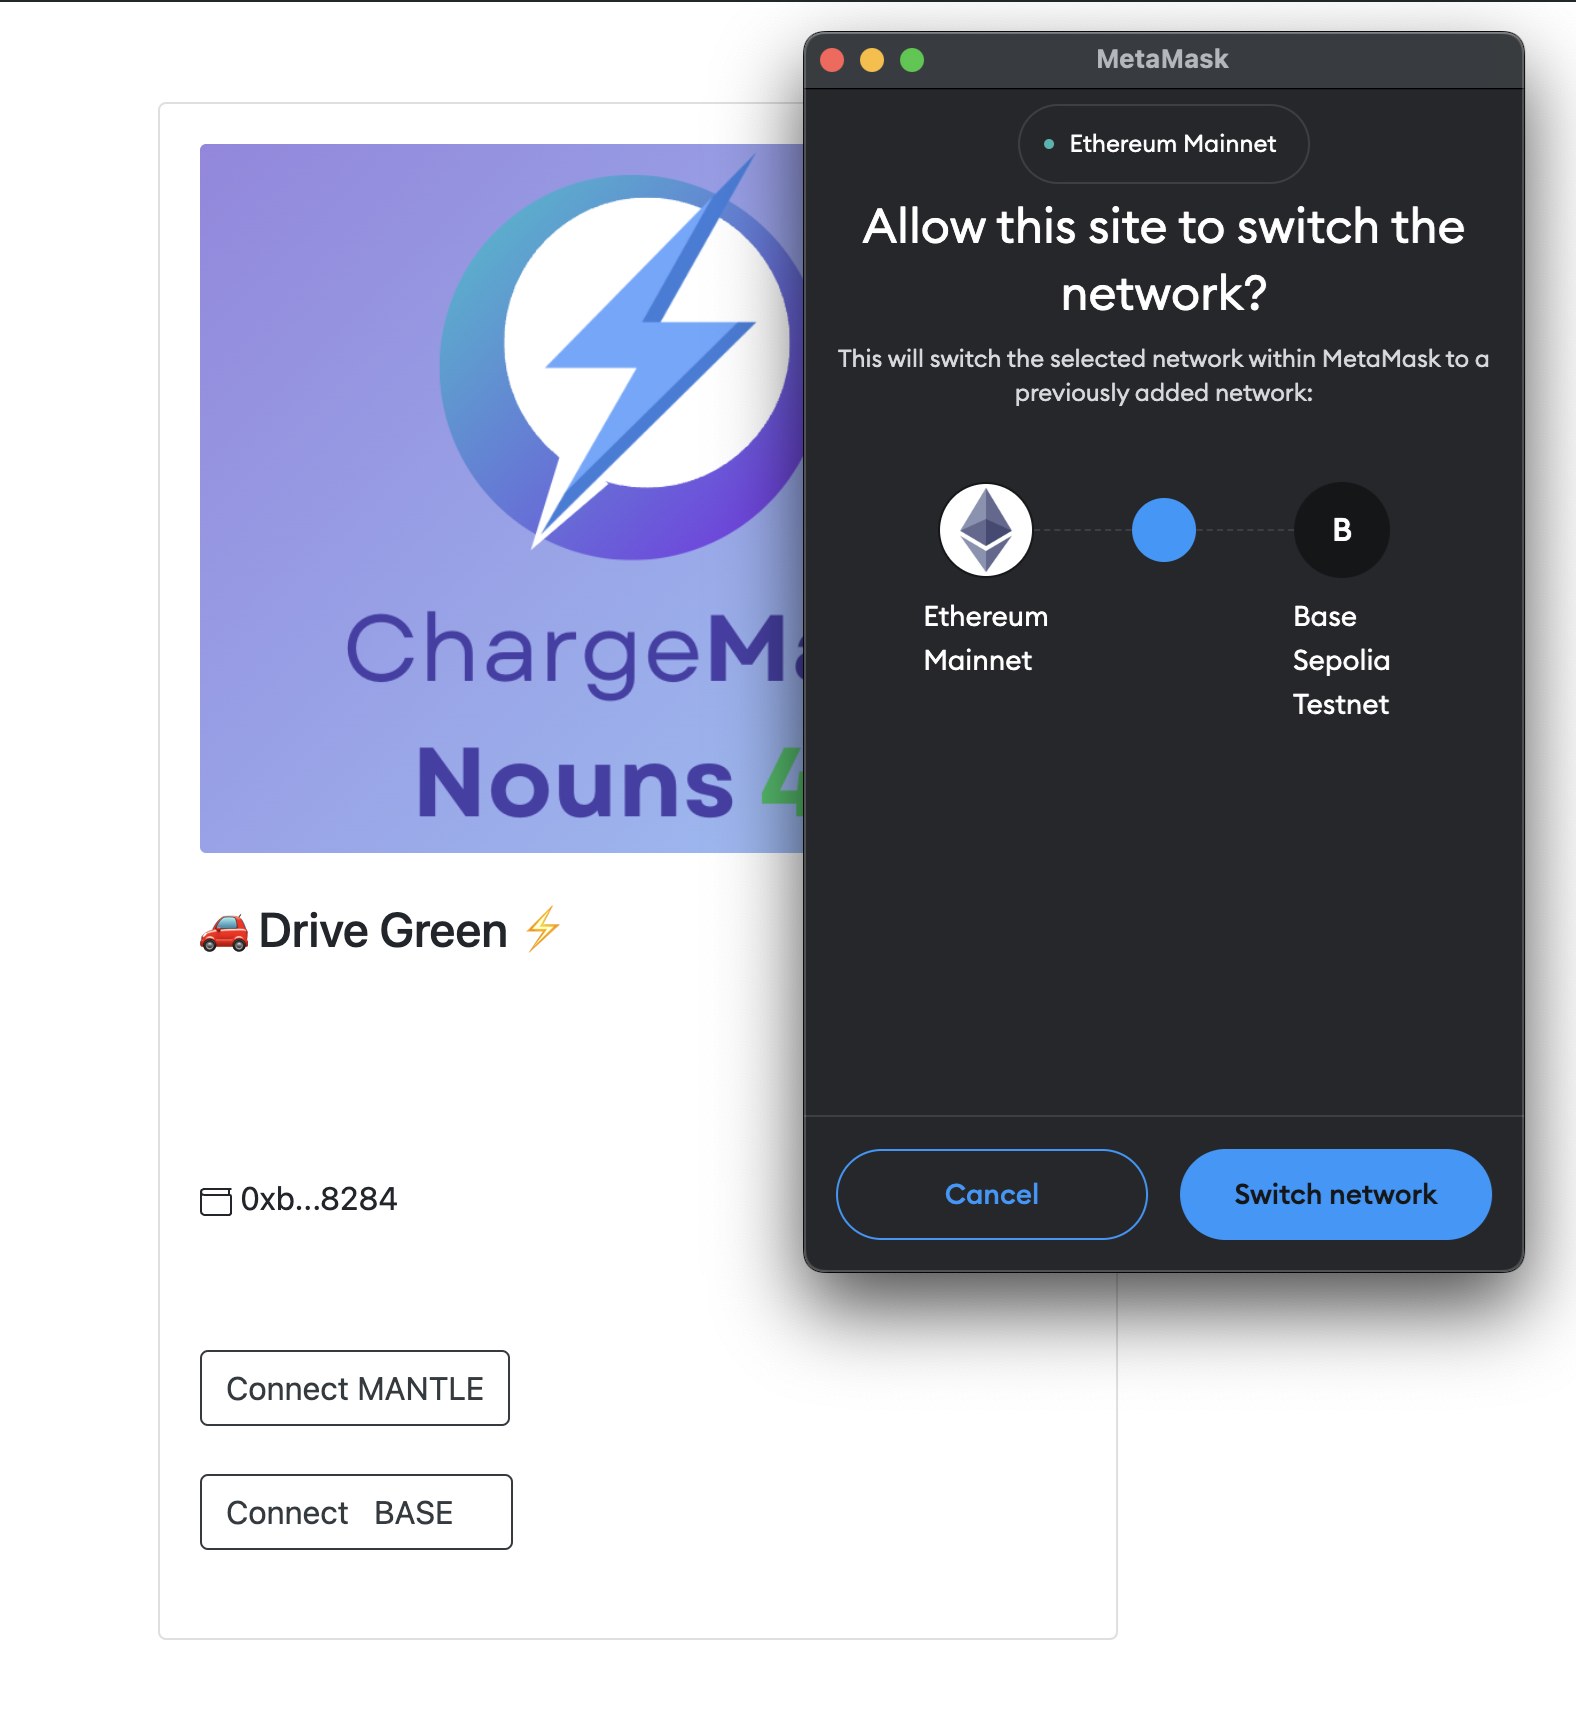 MetaMask
Ethereum Mainnet
Allow this site to switch the
network?
This will switch the selected network within MetaMask to a
previously added network:
B
Ethereum
Mainnet
Base
Sepolia
Testnet
Cancel
Switch network
ChargeM
Nouns 4
🚗 Drive Green ⚡
0xb...8284
Connect MANTLE
Connect BASE